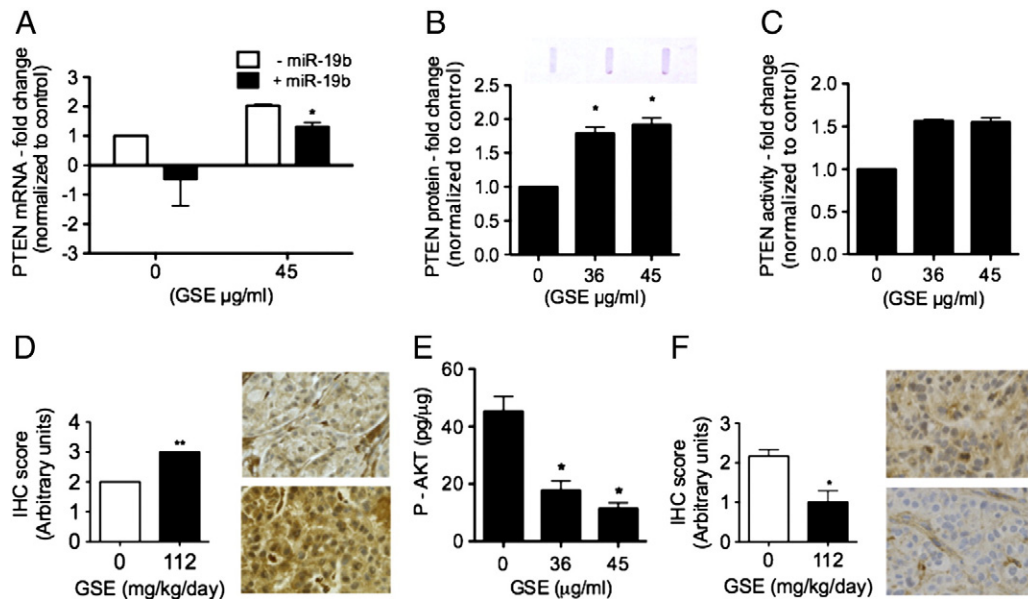 A
PTEN mRNA - fold change
(normalized to control)
3
2
1
0
-1
-2
-3
- miR-19b
+ miR-19b
*
0
45
(GSE µg/ml)
B
PTEN protein - fold change
(normalized to control)
2.5
2.0
1.5
1.0
0.5
0.0
*
*
0
36
45
(GSE µg/ml)
C
PTEN activity - fold change
(normalized to control)
2.0
1.5
1.0
0.5
0.0
0
36
45
(GSE µg/ml)
D
IHC score
(Arbitrary units)
4
3
2
1
0
**
0
112
GSE (mg/kg/day)
E
P - AKT (pg/µg)
60
40
20
0
*
*
0
36
45
GSE (µg/ml)
F
IHC score
(Arbitrary units)
3
2
1
0
*
0
112
GSE (mg/kg/day)